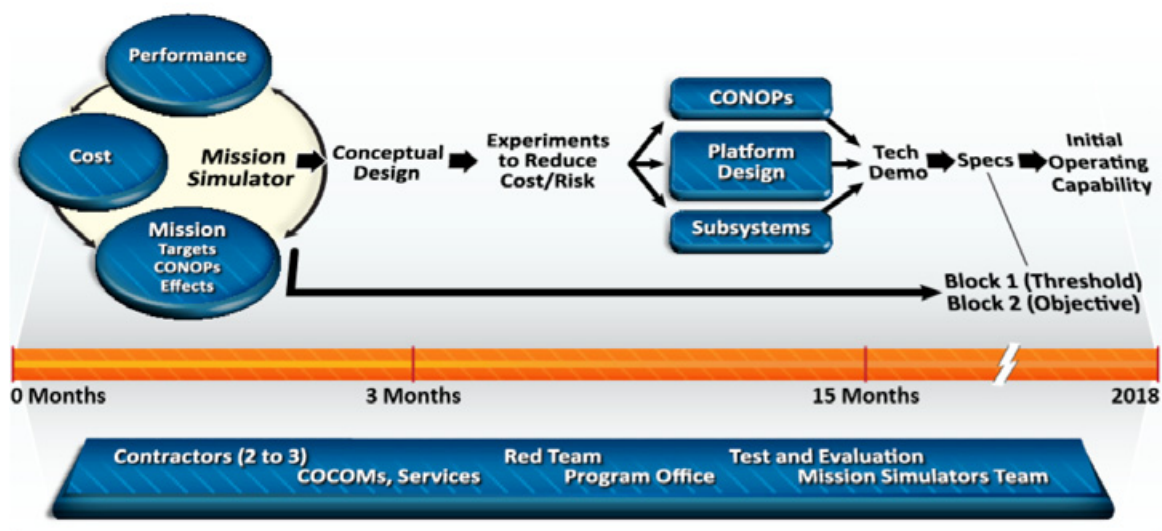 Performance
Cost
Mission
Simulator
Mission
Targets
CONOPs
Effects
Conceptual
Design
Experiments
to Reduce
Cost/Risk
CONOPs
Platform
Design
Subsystems
Tech
Demo
Specs
Initial
Operating
Capability
Block 1 (Threshold)
Block 2 (Objective)
0 Months
3 Months
15 Months
2018
Contractors (2 to 3)
Red Team
Test and Evaluation
COCOMs, Services
Program Office
Mission Simulators Team